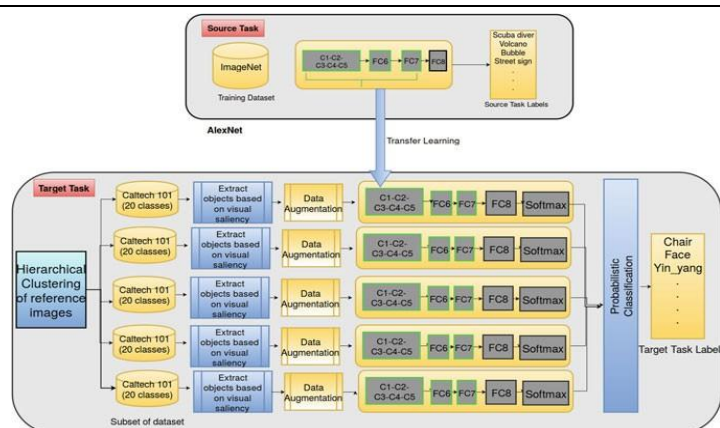 Source Task
ImageNet
Training Dataset
C1-C2-
C3-C4-C5
FC6
FC7
FC8
Scuba diver
Volcano
Bubble
Street sign
.
.
.
Source Task Labels
AlexNet
Transfer Learning
Target Task
Hierarchical
Clustering
of reference
images
Caltech 101
(20 classes)
Extract
objects based
on visual
saliency
Data
Augmentation
C1-C2-
C3-C4-C5
FC6
FC7
FC8
Softmax
Caltech 101
(20 classes)
Extract
objects based
on visual
saliency
Data
Augmentation
C1-C2-
C3-C4-C5
FC6
FC7
FC8
Softmax
Caltech 101
(20 classes)
Extract
objects based
on visual
saliency
Data
Augmentation
C1-C2-
C3-C4-C5
FC6
FC7
FC8
Softmax
Caltech 101
(20 classes)
Extract
objects based
on visual
saliency
Data
Augmentation
C1-C2-
C3-C4-C5
FC6
FC7
FC8
Softmax
Caltech 101
(20 classes)
Extract
objects based
on visual
saliency
Data
Augmentation
C1-C2-
C3-C4-C5
FC6
FC7
FC8
Softmax
Subset of dataset
Probabilistic
Classification
Chair
Face
Yin_yang
.
.
.
.
Target Task Label